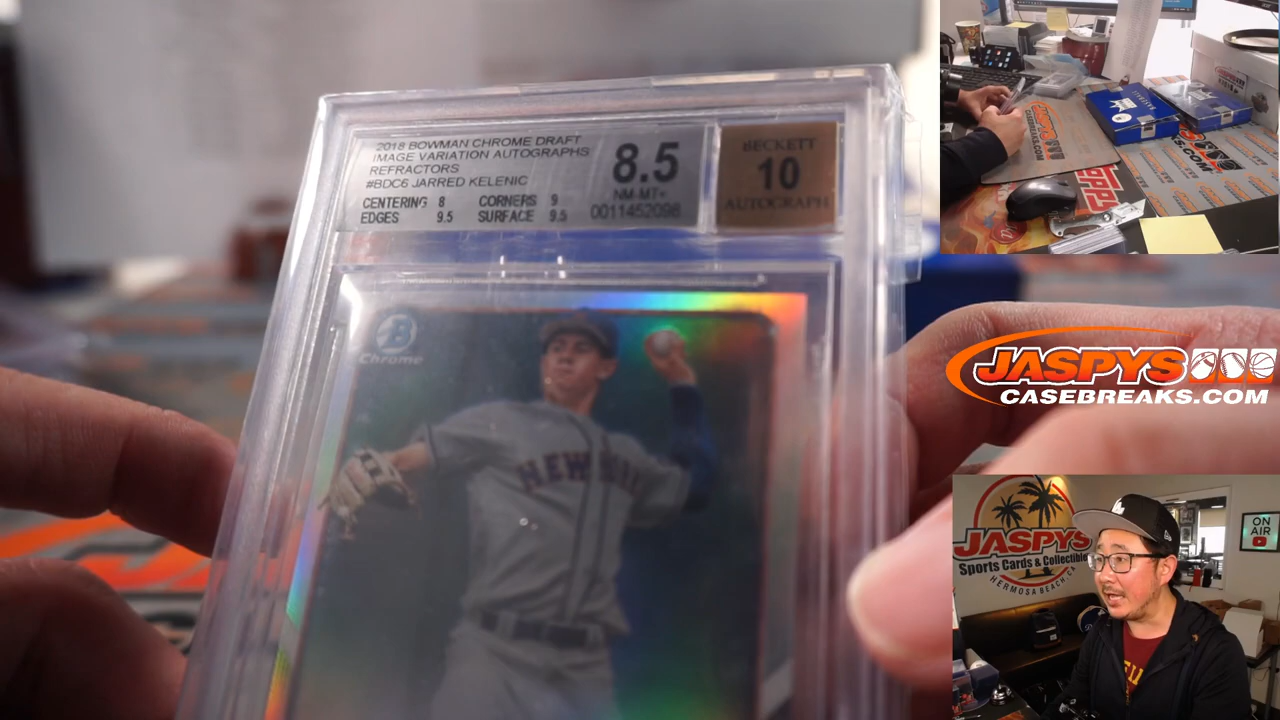 2018 BOWMAN CHROME DRAFT
IMAGE VARIATION AUTOGRAPHS
REFRACTORS
#BDC6 JARRED KELENIC
CENTERING 8 CORNERS 9
EDGES 9.5 SURFACE 9.5
8.5
NM-MT+
0011452098
BECKETT
10
AUTOGRAPH
B
Chrome
NEW
JASPYS
CASEBREAKS.COM
JASPYS
Sports Cards & Collectible
HERMOSA BEACH CA
ON
AIR